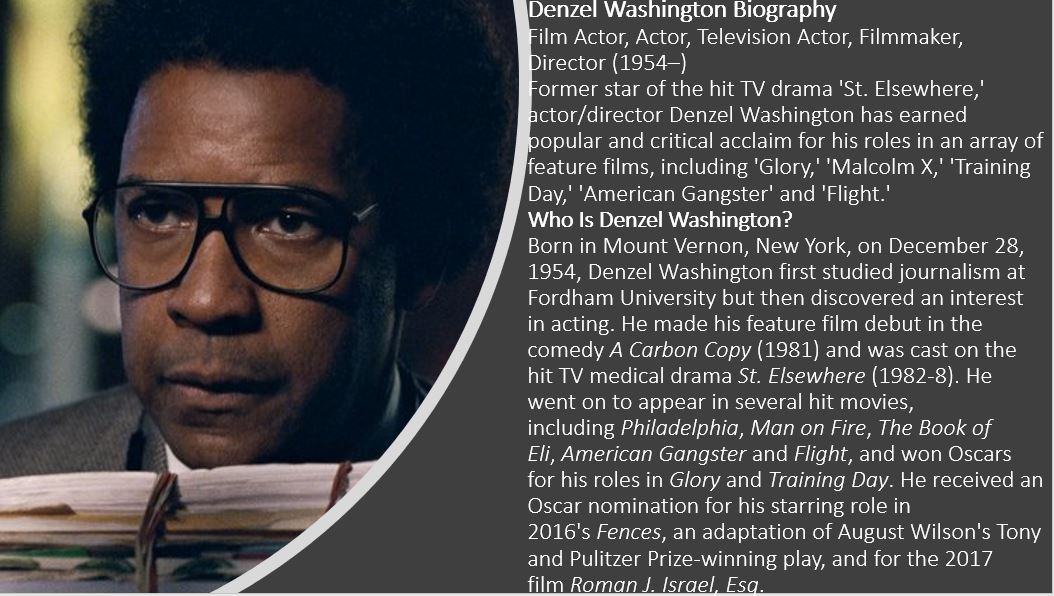 Denzel Washington Biography
Film Actor, Actor, Television Actor, Filmmaker,
Director (1954–)
Former star of the hit TV drama 'St. Elsewhere,'
actor/director Denzel Washington has earned
popular and critical acclaim for his roles in an array of
feature films, including 'Glory,' 'Malcolm X,' 'Training
Day,' 'American Gangster' and 'Flight.'
Who Is Denzel Washington?
Born in Mount Vernon, New York, on December 28,
1954, Denzel Washington first studied journalism at
Fordham University but then discovered an interest
in acting. He made his feature film debut in the
comedy A Carbon Copy (1981) and was cast on the
hit TV medical drama St. Elsewhere (1982-8). He
went on to appear in several hit movies,
including Philadelphia, Man on Fire, The Book of
Eli, American Gangster and Flight, and won Oscars
for his roles in Glory and Training Day. He received an
Oscar nomination for his starring role in
2016's Fences, an adaptation of August Wilson's Tony
and Pulitzer Prize-winning play, and for the 2017
film Roman J. Israel, Esq.